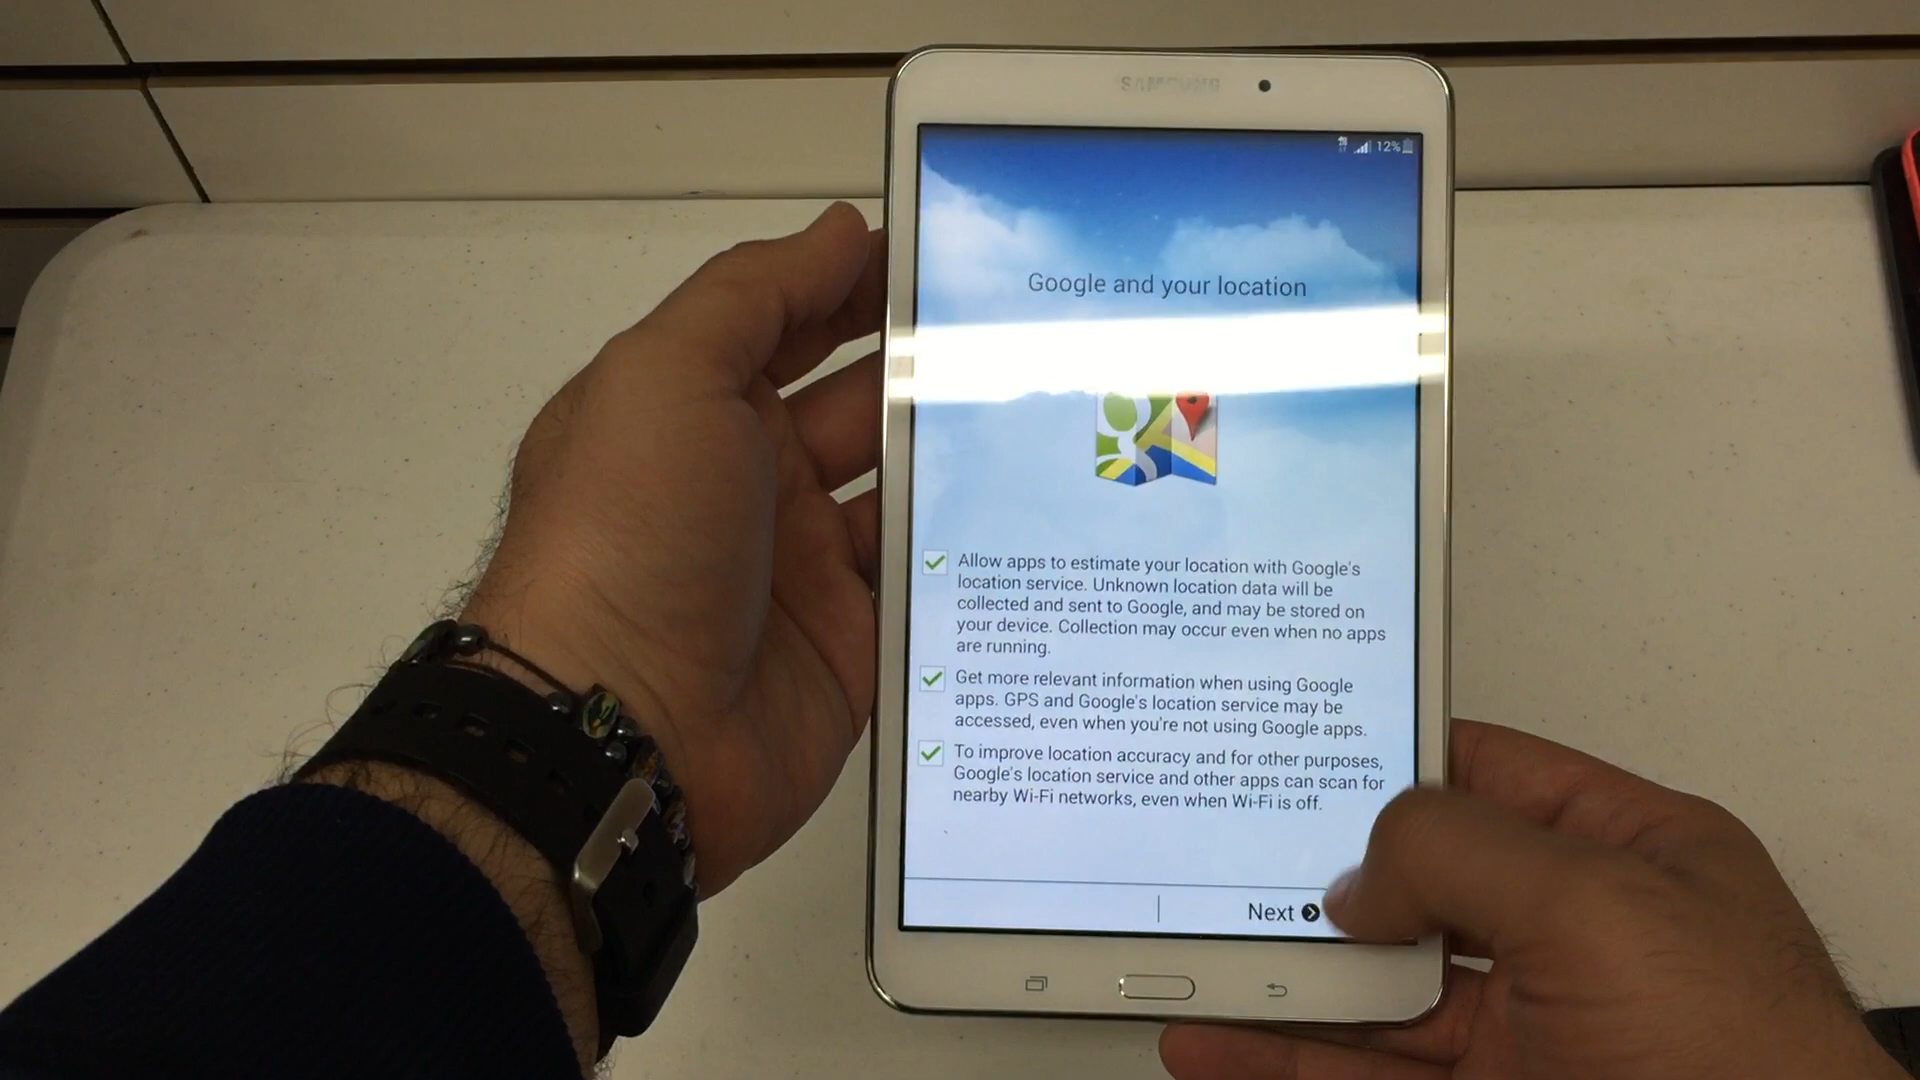 SAMSUNG
12%
Google and your location
Allow apps to estimate your location with Google's
location service. Unknown location data will be
collected and sent to Google, and may be stored on
your device. Collection may occur even when no apps
are running.
Get more relevant information when using Google
apps. GPS and Google's location service may be
accessed, even when you're not using Google apps.
To improve location accuracy and for other purposes,
Google's location service and other apps can scan for
nearby Wi-Fi networks, even when Wi-Fi is off.
Next